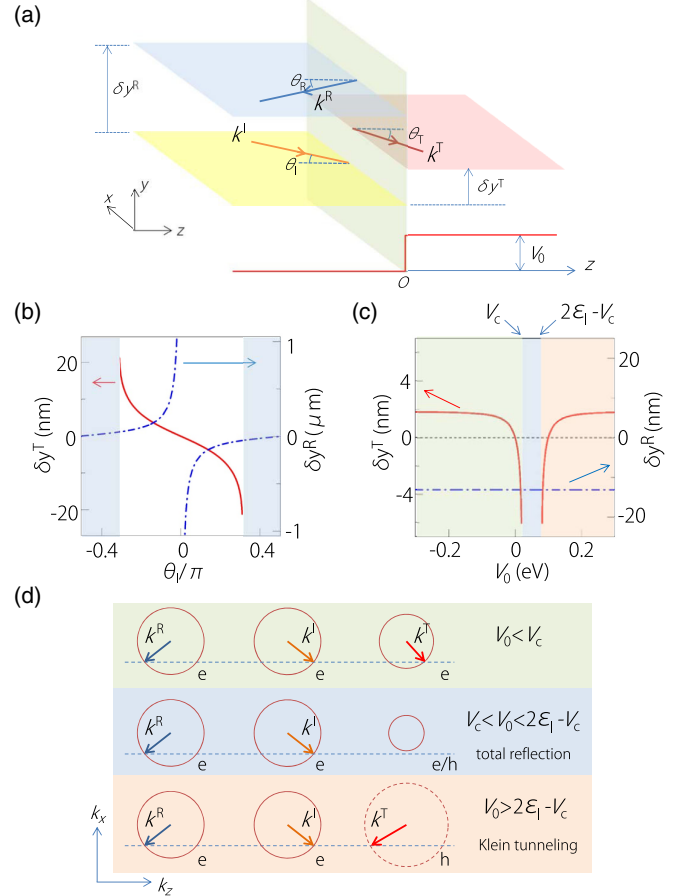 (a)
δy^R
θ_R
k^R
k^I
θ_I
θ_T
k^T
δy^T
x
y
z
V_0
o
z
(b)
δy^T (nm)
20
0
-20
-0.5
0
0.5
θ_I/π
1
0
-1
δy^R (μm)
(c)
V_c
2ε_I-V_c
δy^T (nm)
4
0
-4
-0.2
0
0.2
V_0 (eV)
20
0
-20
δy^R (nm)
(d)
k^R
k^I
k^T
V_0<V_c
e
e
e
k^R
k^I
V_c<V_0<2ε_I-V_c
total reflection
e
e
e/h
k^R
k^I
k^T
V_0>2ε_I-V_c
Klein tunneling
e
e
h
k_x
k_z